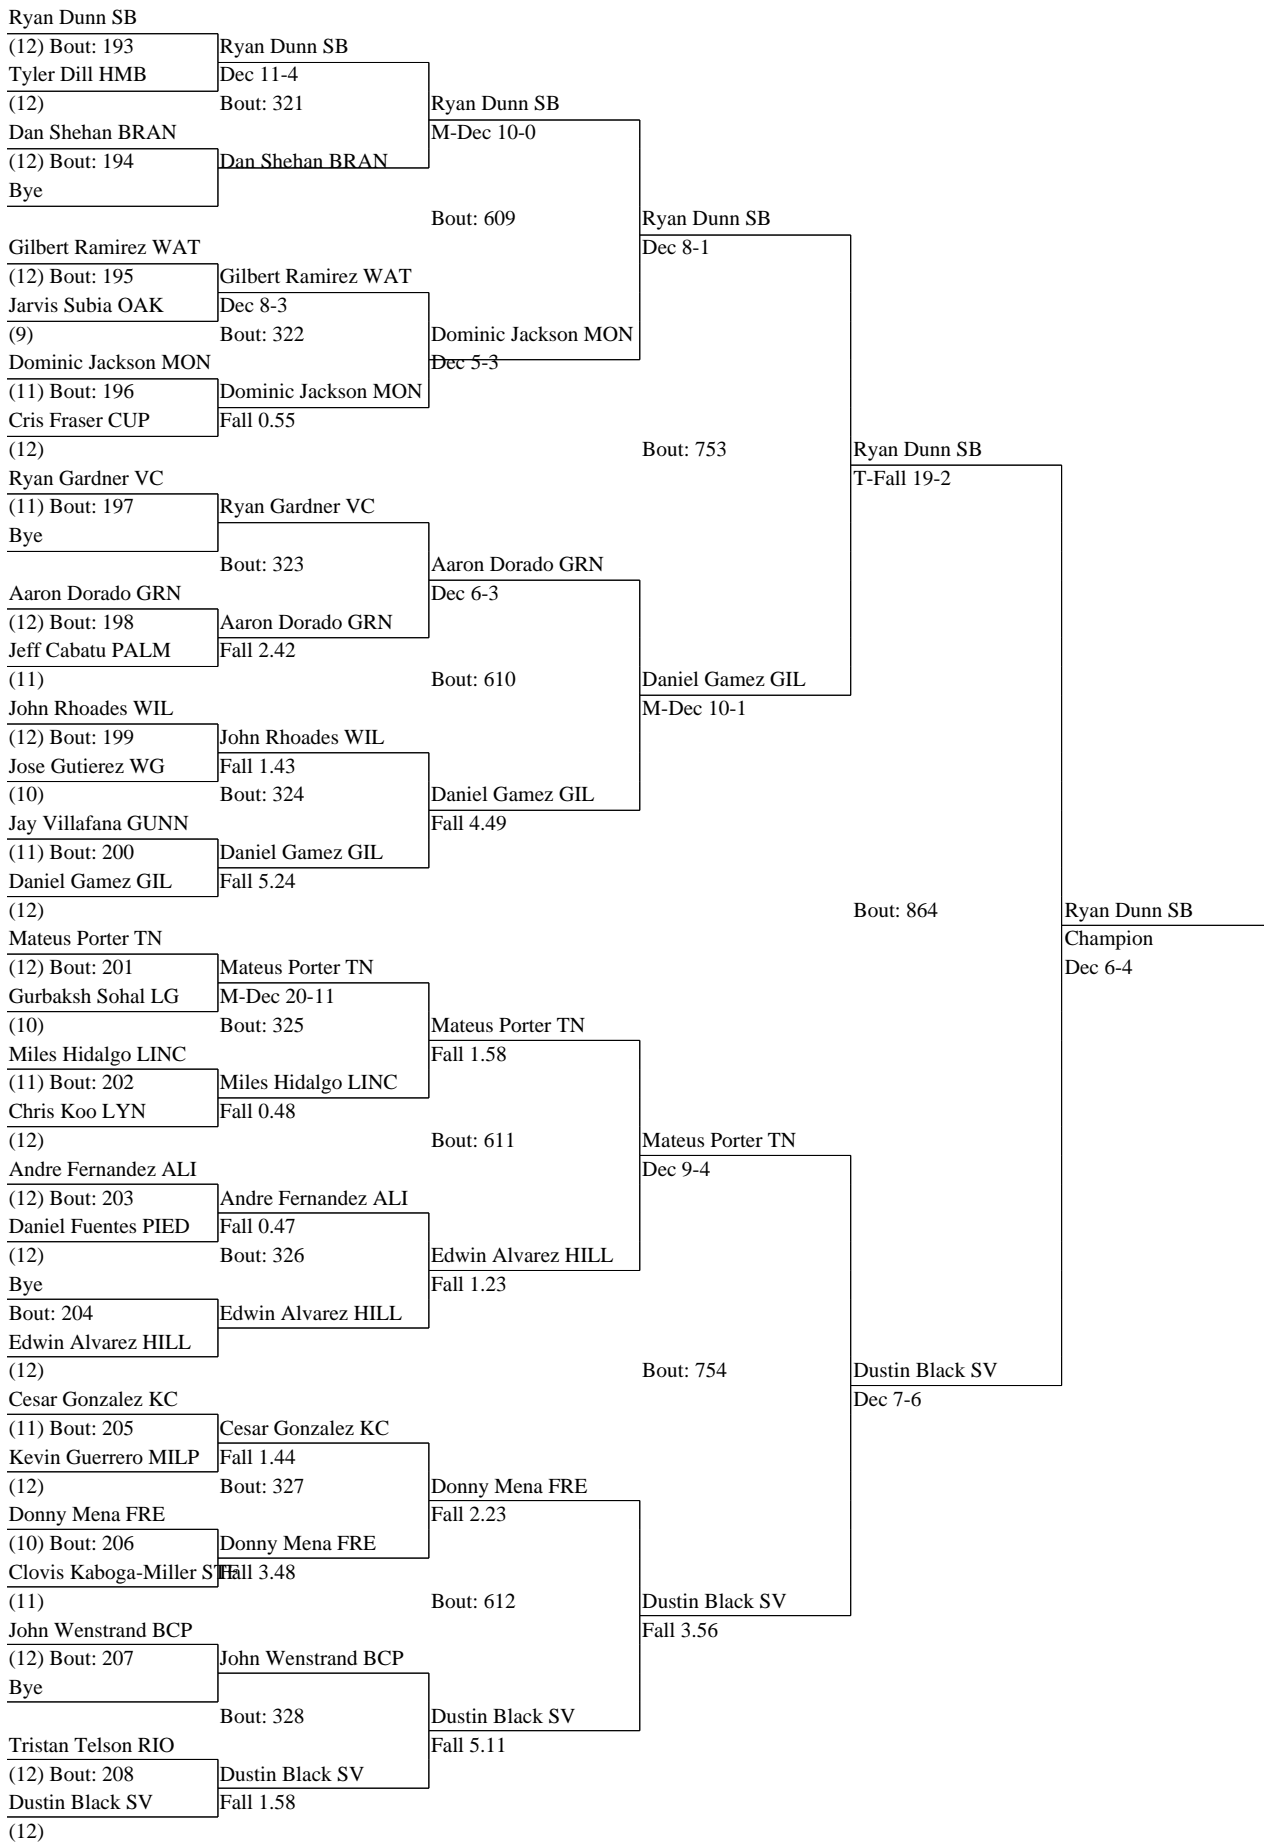 Ryan Dunn SB
(12) Bout: 193 Ryan Dunn SB
Tyler Dill HMB Dec 11-4
(12) Bout: 321 Ryan Dunn SB
Dan Shehan BRAN M-Dec 10-0
(12) Bout: 194 Dan Shehan BRAN
Bye
Bout: 609 Ryan Dunn SB
Gilbert Ramirez WAT Dec 8-1
(12) Bout: 195 Gilbert Ramirez WAT
Jarvis Subia OAK Dec 8-3
(9) Bout: 322 Dominic Jackson MON
Dominic Jackson MON Dec 5-3
(11) Bout: 196 Dominic Jackson MON
Cris Fraser CUP Fall 0.55
(12) Bout: 753 Ryan Dunn SB
Ryan Gardner VC T-Fall 19-2
(11) Bout: 197 Ryan Gardner VC
Bye
Bout: 323 Aaron Dorado GRN
Aaron Dorado GRN Dec 6-3
(12) Bout: 198 Aaron Dorado GRN
Jeff Cabatu PALM Fall 2.42
(11) Bout: 610 Daniel Gamez GIL
John Rhoades WIL M-Dec 10-1
(12) Bout: 199 John Rhoades WIL
Jose Gutierez WG Fall 1.43
(10) Bout: 324 Daniel Gamez GIL
Jay Villafana GUNN Fall 4.49
(11) Bout: 200 Daniel Gamez GIL
Daniel Gamez GIL Fall 5.24
(12) Bout: 864 Ryan Dunn SB
Mateus Porter TN Champion
(12) Bout: 201 Mateus Porter TN Dec 6-4
Gurbaksh Sohal LG M-Dec 20-11
(10) Bout: 325 Mateus Porter TN
Miles Hidalgo LINC Fall 1.58
(11) Bout: 202 Miles Hidalgo LINC
Chris Koo LYN Fall 0.48
(12) Bout: 611 Mateus Porter TN
Andre Fernandez ALI Dec 9-4
(12) Bout: 203 Andre Fernandez ALI
Daniel Fuentes PIED Fall 0.47
(12) Bout: 326 Edwin Alvarez HILL
Bye Fall 1.23
Bout: 204 Edwin Alvarez HILL
Edwin Alvarez HILL
(12) Bout: 754 Dustin Black SV
Cesar Gonzalez KC Dec 7-6
(11) Bout: 205 Cesar Gonzalez KC
Kevin Guerrero MILP Fall 1.44
(12) Bout: 327 Donny Mena FRE
Donny Mena FRE Fall 2.23
(10) Bout: 206 Donny Mena FRE
Clovis Kaboga-Miller Fall 3.48
(11) Bout: 612 Dustin Black SV
John Wenstrand BCP Fall 3.56
(12) Bout: 207 John Wenstrand BCP
Bye
Bout: 328 Dustin Black SV
Tristan Telson RIO Fall 5.11
(12) Bout: 208 Dustin Black SV
Dustin Black SV Fall 1.58
(12)